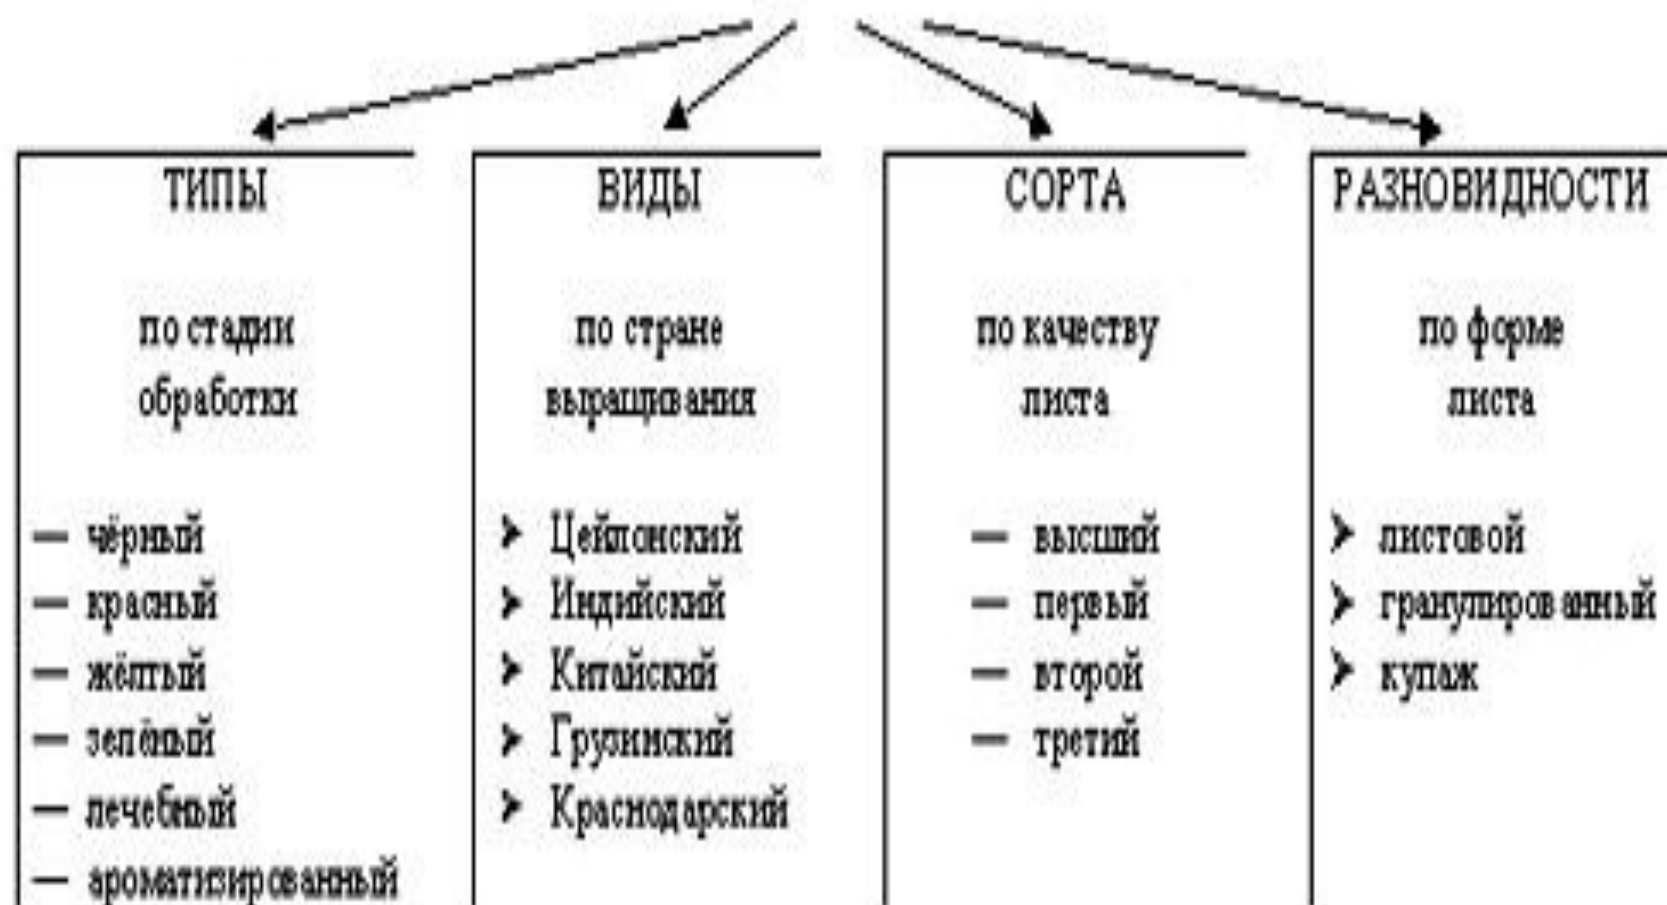 ТИПЫ
по стадии
обработки
— чёрный
— красный
— жёлтый
— зелёный
— лечебный
— ароматизированный
ВИДЫ
по стране
выращивания
➤ Цейлонский
➤ Индийский
➤ Китайский
➤ Грузинский
➤ Краснодарский
СОРТА
по качеству
листа
— высший
— первый
— второй
— третий
РАЗНОВИДНОСТИ
по форме
листа
➤ листовой
➤ гранулированный
➤ купаж